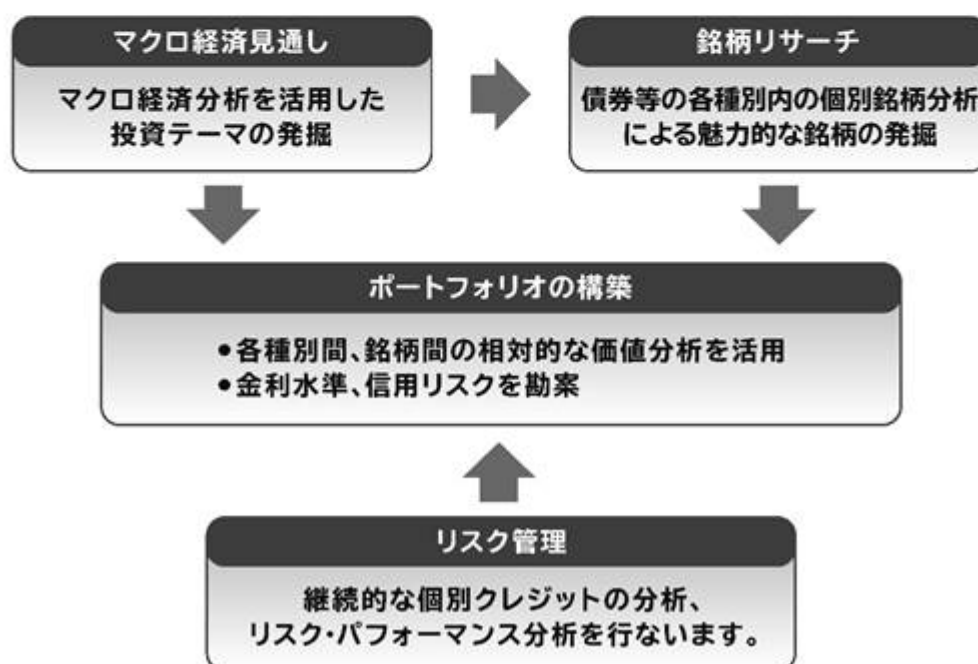 マクロ経済見通し
マクロ経済分析を活用した
投資テーマの発掘
銘柄リサーチ
債券等の各種別内の個別銘柄分析
による魅力的な銘柄の発掘
ポートフォリオの構築
●各種別間、銘柄間の相対的な価値分析を活用
●金利水準、信用リスクを勘案
リスク管理
継続的な個別クレジットの分析、
リスク・パフォーマンス分析を行ないます。